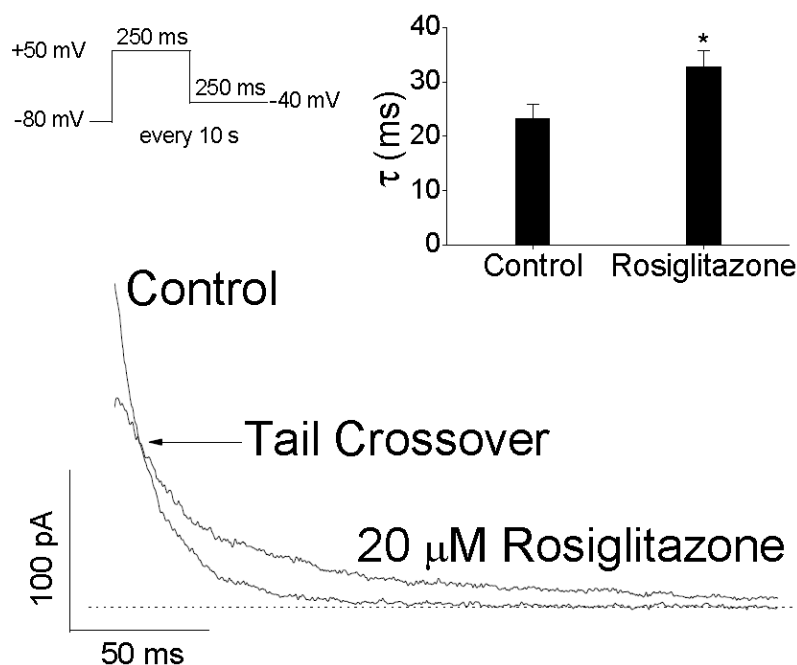 250 ms
+50 mV
250 ms
-40 mV
-80 mV
every 10 s
40
30
20
10
0
τ (ms)
*
Control
Rosiglitazone
Control
Tail Crossover
20 μM Rosiglitazone
100 pA
50 ms